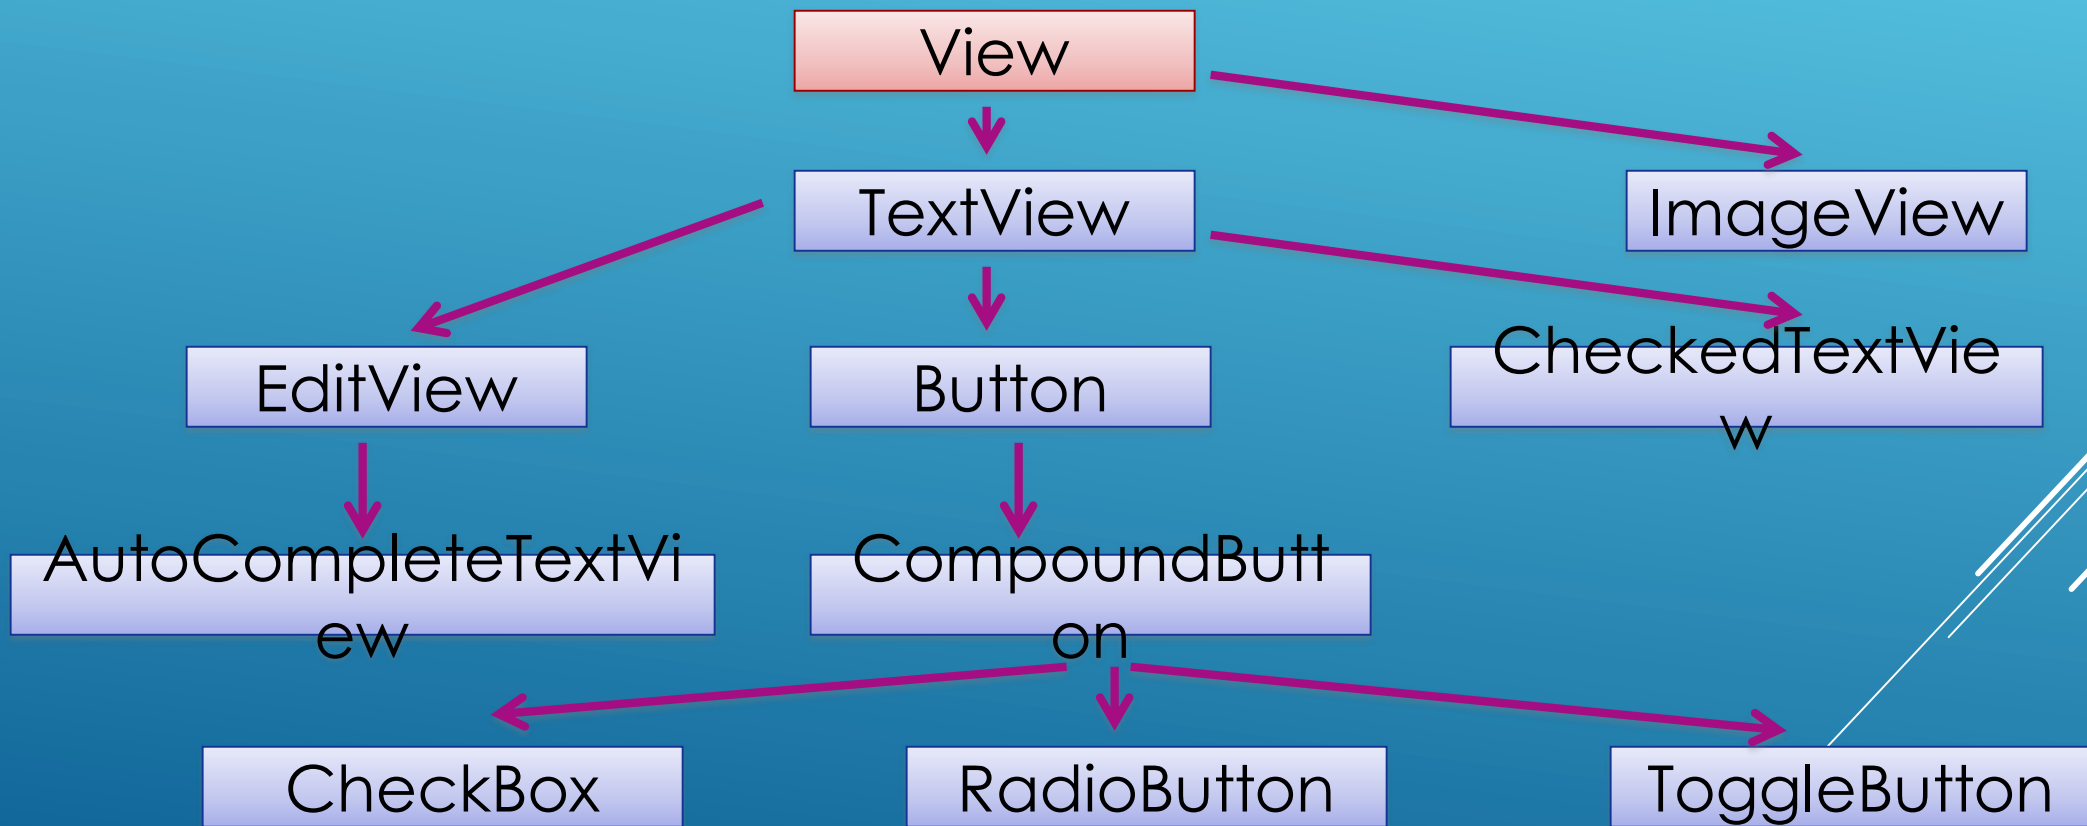 View
TextView
ImageView
EditView
Button
CheckedTextVie
w
AutoCompleteTextVi
ew
CompoundButt
on
CheckBox
RadioButton
ToggleButton